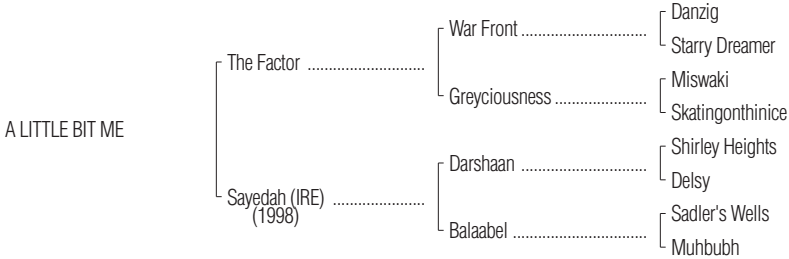 Danzig
War Front ................................
Starry Dreamer
The Factor ..............................
Miswaki
Greyciousness ........................
Skatingonthinice
A LITTLE BIT ME
Shirley Heights
Darshaan ................................
Delsy
Sayedah (IRE) ........................
(1998)
Sadler's Wells
Balaabel ..................................
Muhbubh